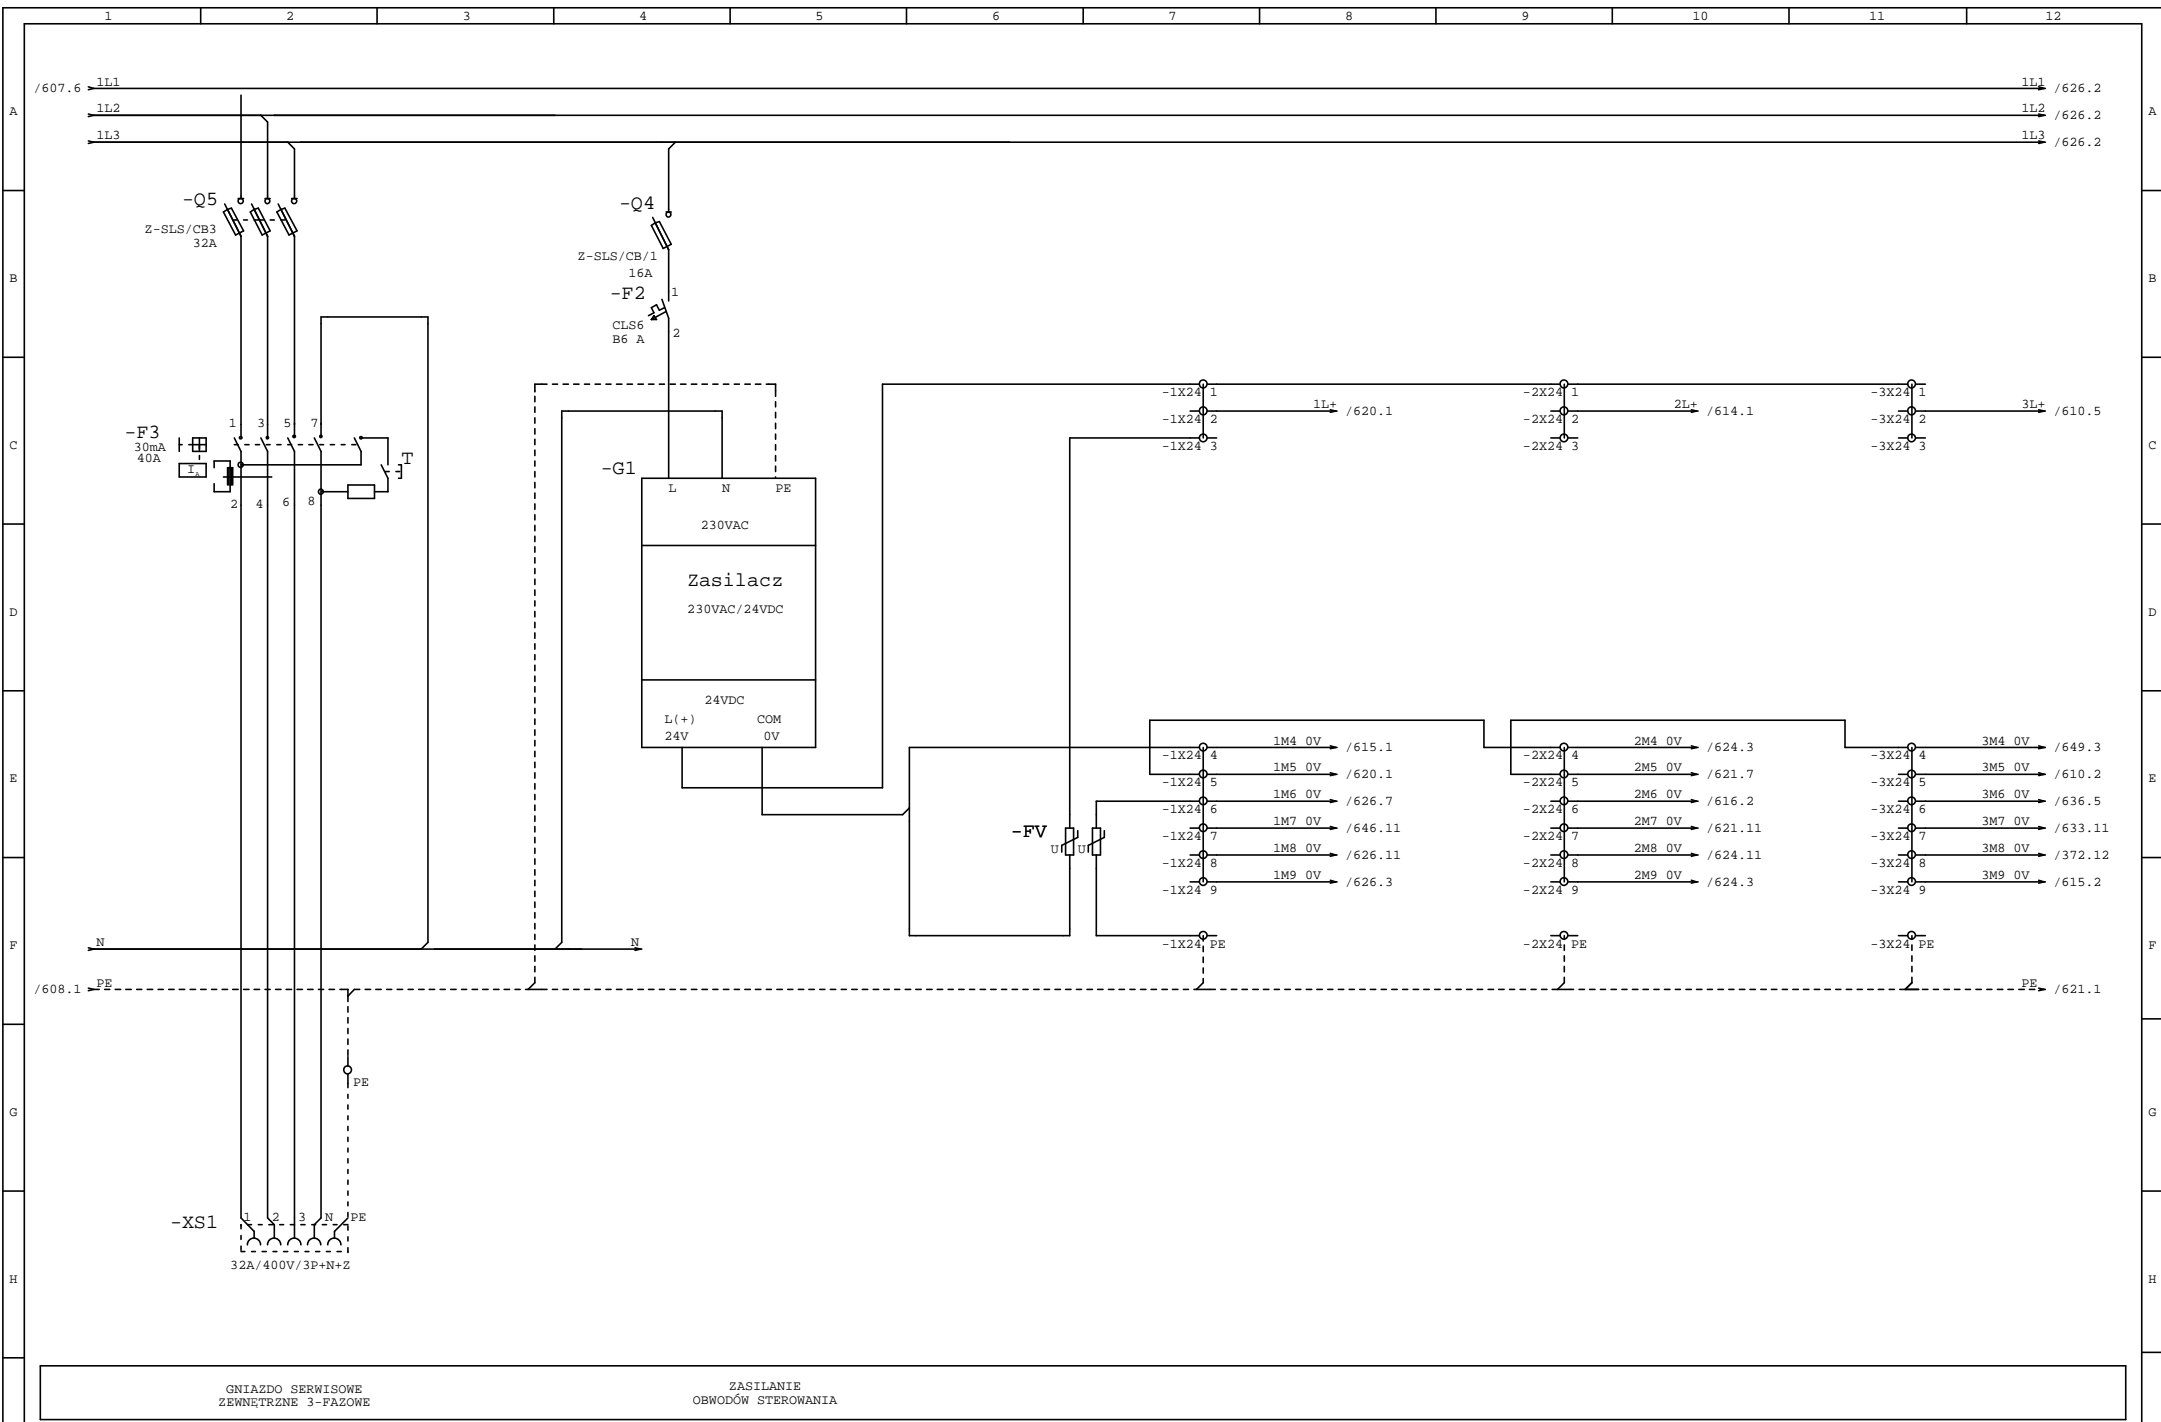 1 2 3 4 5 6 7 8 9 10 11 12
/607.6 1L1 1L1 /626.2
A 1L2 1L2 /626.2 A
1L3 1L3 /626.2
-Q5
Z-SLS/CB3
32A
-Q4
Z-SLS/CB/1
16A
B B
-F2 1
CLS6
B6 A
2
-1X24 1 -2X24 1 -3X24 1
-1X24 2 1L+ /620.1 -2X24 2 2L+ /614.1 -3X24 2 3L+ /610.5
-1X24 3 -2X24 3 -3X24 3
C C
-F3 1 3 5 7
30mA
40A
T
2 4 6 8
-G1
L N PE
230VAC
Zasilacz
230VAC/24VDC
D D
24VDC
L(+) COM
24V 0V
-1X24 4 1M4 0V /615.1 -2X24 4 2M4 0V /624.3 -3X24 4 3M4 0V /649.3
E -1X24 5 1M5 0V /620.1 -2X24 5 2M5 0V /621.7 -3X24 5 3M5 0V /610.2 E
-1X24 6 1M6 0V /626.7 -2X24 6 2M6 0V /616.2 -3X24 6 3M6 0V /636.5
-FV U U -1X24 7 1M7 0V /646.11 -2X24 7 2M7 0V /621.11 -3X24 7 3M7 0V /633.11
-1X24 8 1M8 0V /626.11 -2X24 8 2M8 0V /624.11 -3X24 8 3M8 0V /372.12
-1X24 9 1M9 0V /626.3 -2X24 9 2M9 0V /624.3 -3X24 9 3M9 0V /615.2
F N N -1X24 PE -2X24 PE -3X24 PE F
/608.1 PE PE /621.1
PE
G G
-XS1 1 2 3 N PE
32A/400V/3P+N+Z
H H
GNIAZDO SERWISOWE
ZEWNĘTRZNE 3-FAZOWE
ZASILANIE
OBWODÓW STEROWANIA